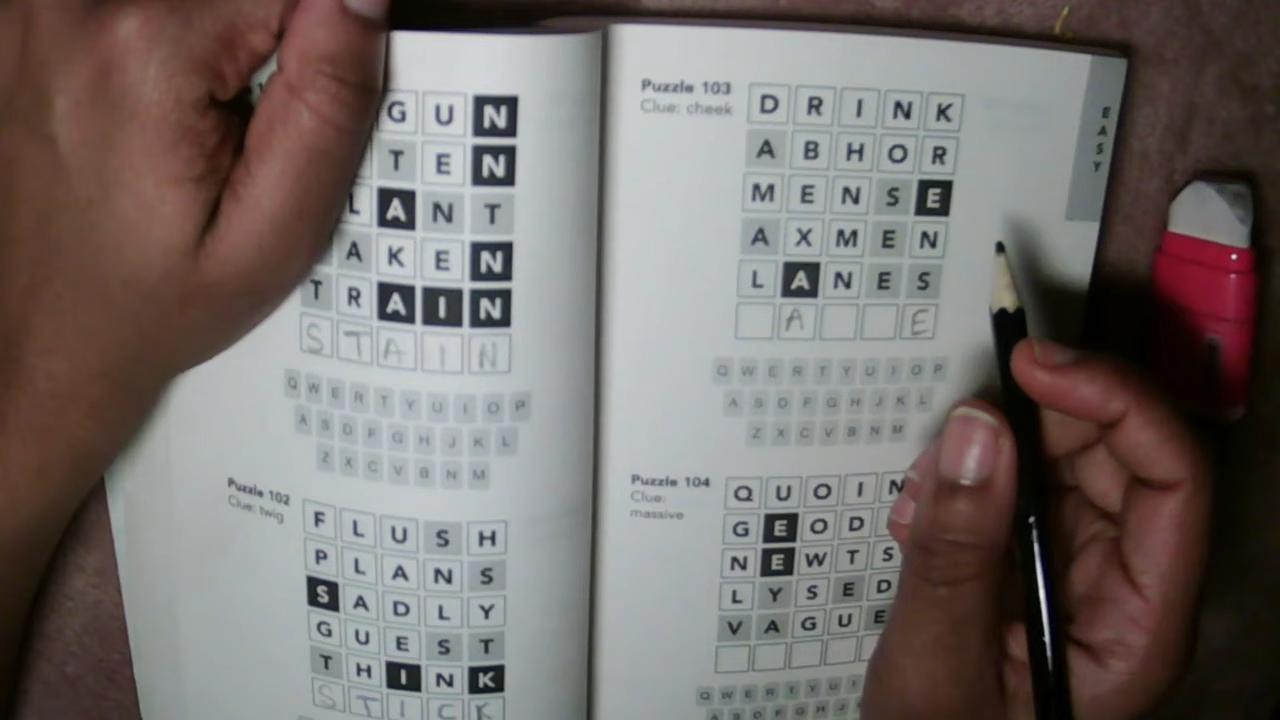 GUN
TEN
LANT
AKEN
TRAIN
STAIN
QWERTYUIOP
ASDFGHJKL
ZXCVBNM
Puzzle 102
Clue: twig
FLUSH
PLANS
SADLY
GUEST
THINK
STICK
Puzzle 103
Clue: cheek
DRINK
ABHOR
MENSE
AXMEN
LANES
A E
QWERTYUIOP
ASDFGHJKL
ZXCVBNM
Puzzle 104
Clue:
massive
QUOIN
GEOD
NEWTS
LYSED
VAGUE
QWERTYUI
ASDFGHJ
EASY